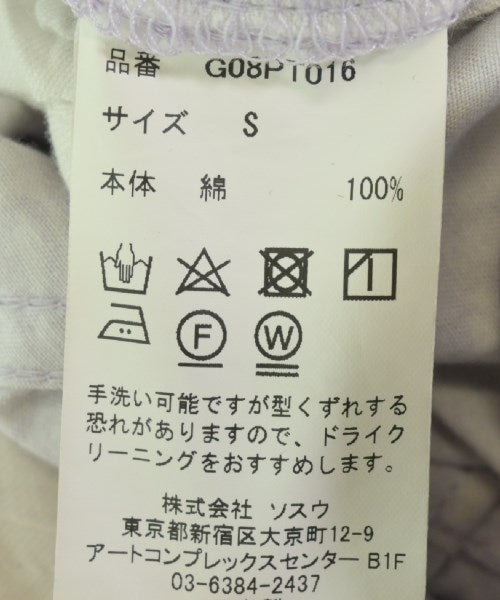 品番 G08PT016
サイズ S
本体 綿 100%
F W
手洗い可能ですが型くずれする
恐れがありますので、ドライク
リーニングをおすすめします。
株式会社 ソスウ
東京都新宿区大京町12-9
アートコンプレックスセンター B1F
03-6384-2437